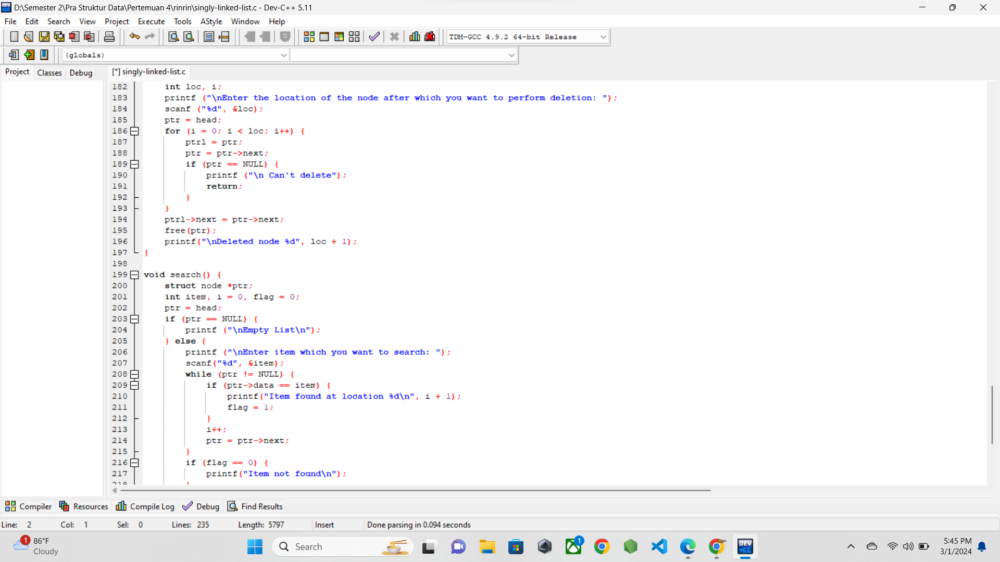 D:\Semester 2\Pra Struktur Data\Pertemuan 4\rinrin\singly-linked-list.c - Dev-C++ 5.11
File Edit Search View Project Execute Tools AStyle Window Help
TDM-GCC 4.9.2 64-bit Release
(globals)
Project Classes Debug [*] singly-linked-list.c
182 int loc, i;
183 printf ("\nEnter the location of the node after which you want to perform deletion: ");
184 scanf ("%d", &loc);
185 ptr = head;
186 for (i = 0; i < loc; i++) {
187 ptr1 = ptr;
188 ptr = ptr->next;
189 if (ptr == NULL) {
190 printf ("\n Can't delete");
191 return;
192 }
193 }
194 ptr1->next = ptr->next;
195 free(ptr);
196 printf("\nDeleted node %d", loc + 1);
197 }
198
199 void search() {
200 struct node *ptr;
201 int item, i = 0, flag = 0;
202 ptr = head;
203 if (ptr == NULL) {
204 printf ("\nEmpty List\n");
205 } else {
206 printf ("\nEnter item which you want to search: ");
207 scanf("%d", &item);
208 while (ptr != NULL) {
209 if (ptr->data == item) {
210 printf("Item found at location %d\n", i + 1);
211 flag = 1;
212 }
213 i++;
214 ptr = ptr->next;
215 }
216 if (flag == 0) {
217 printf("Item not found\n");
218 }
Compiler Resources Compile Log Debug Find Results
Line: 2 Col: 1 Sel: 0 Lines: 235 Length: 5797 Insert Done parsing in 0.094 seconds
1 86°F
Cloudy
Search
1
DEV C++
5:45 PM
3/1/2024